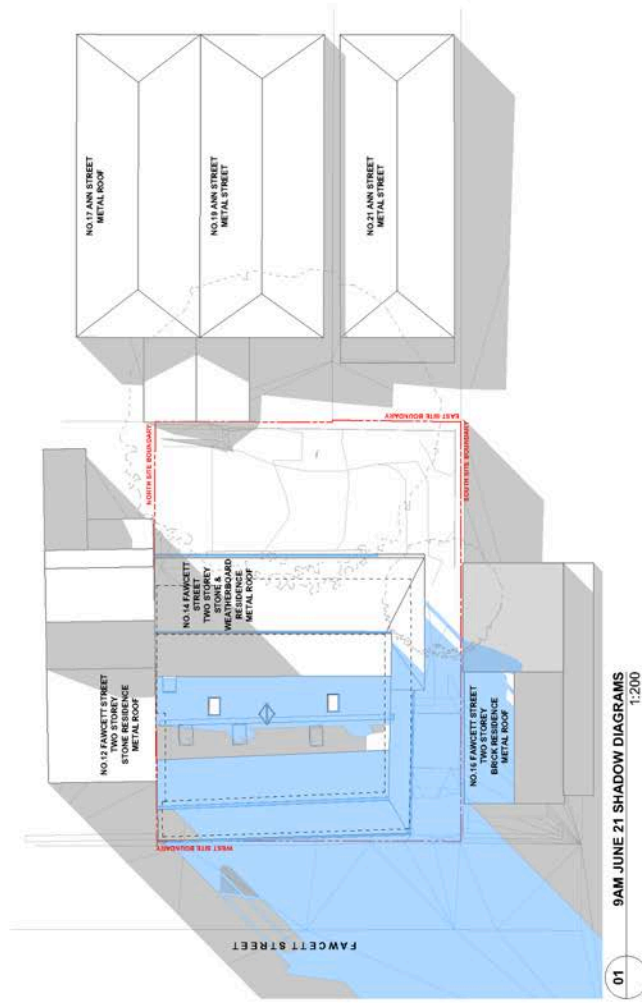 NO.17 ANN STREET
METAL ROOF
NO.19 ANN STREET
METAL STREET
NO.21 ANN STREET
METAL STREET
NORTH SITE BOUNDARY
EAST SITE BOUNDARY
SOUTH SITE BOUNDARY
WEST SITE BOUNDARY
NO.12 FAWCETT STREET
TWO STOREY
STONE RESIDENCE
METAL ROOF
NO.14 FAWCETT
STREET
TWO STOREY
STONE &
WEATHERBOARD
RESIDENCE
METAL ROOF
NO.16 FAWCETT STREET
TWO STOREY
BRICK RESIDENCE
METAL ROOF
FAWCETT STREET
01
9AM JUNE 21 SHADOW DIAGRAMS
1:200